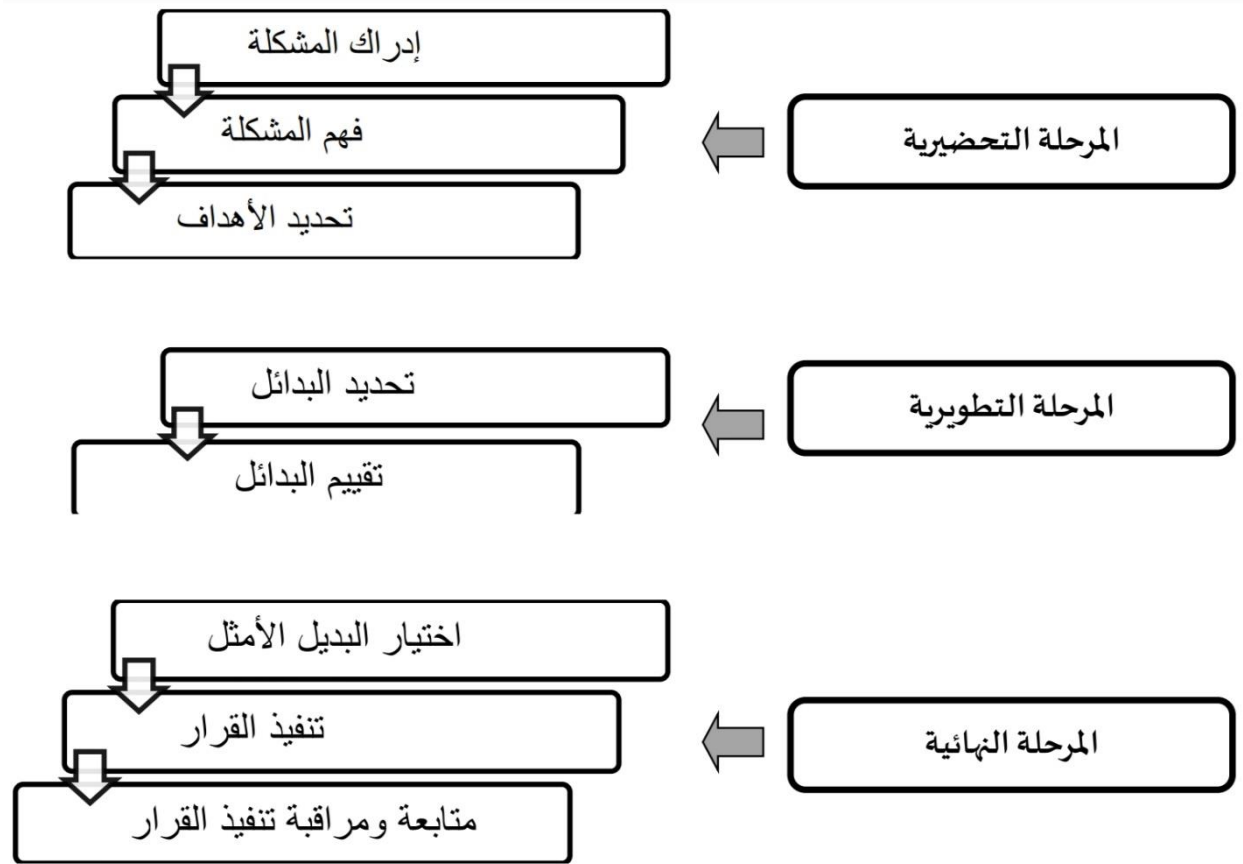 المرحلة التحضيرية
إدراك المشكلة
فهم المشكلة
تحديد الأهداف
المرحلة التطويرية
تحديد البدائل
تقييم البدائل
المرحلة النهائية
اختيار البديل الأمثل
تنفيذ القرار
متابعة ومراقبة تنفيذ القرار